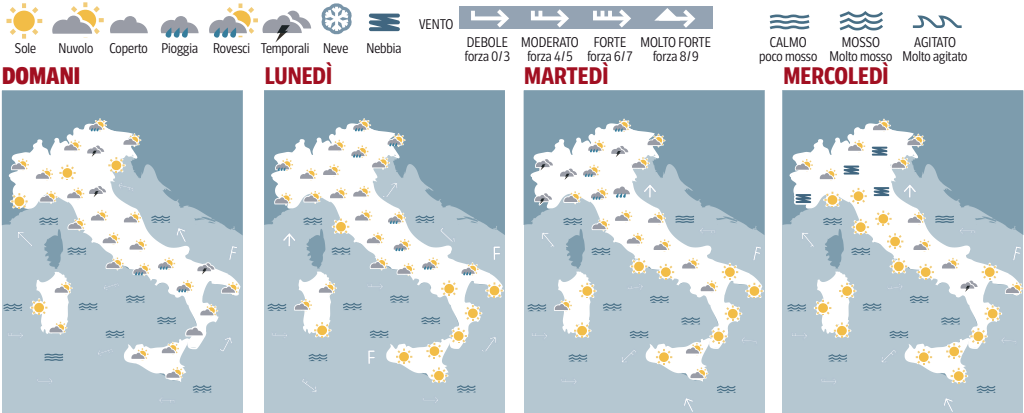 Sole
Nuvolo
Coperto
Pioggia
Rovesci
Temporali
Neve
Nebbia
VENTO
DEBOLE
forza 0/3
MODERATO
forza 4/5
FORTE
forza 6/7
MOLTO FORTE
forza 8/9
CALMO
poco mosso
MOSSO
Molto mosso
AGITATO
Molto agitato
DOMANI
LUNEDÌ
MARTEDÌ
MERCOLEDÌ